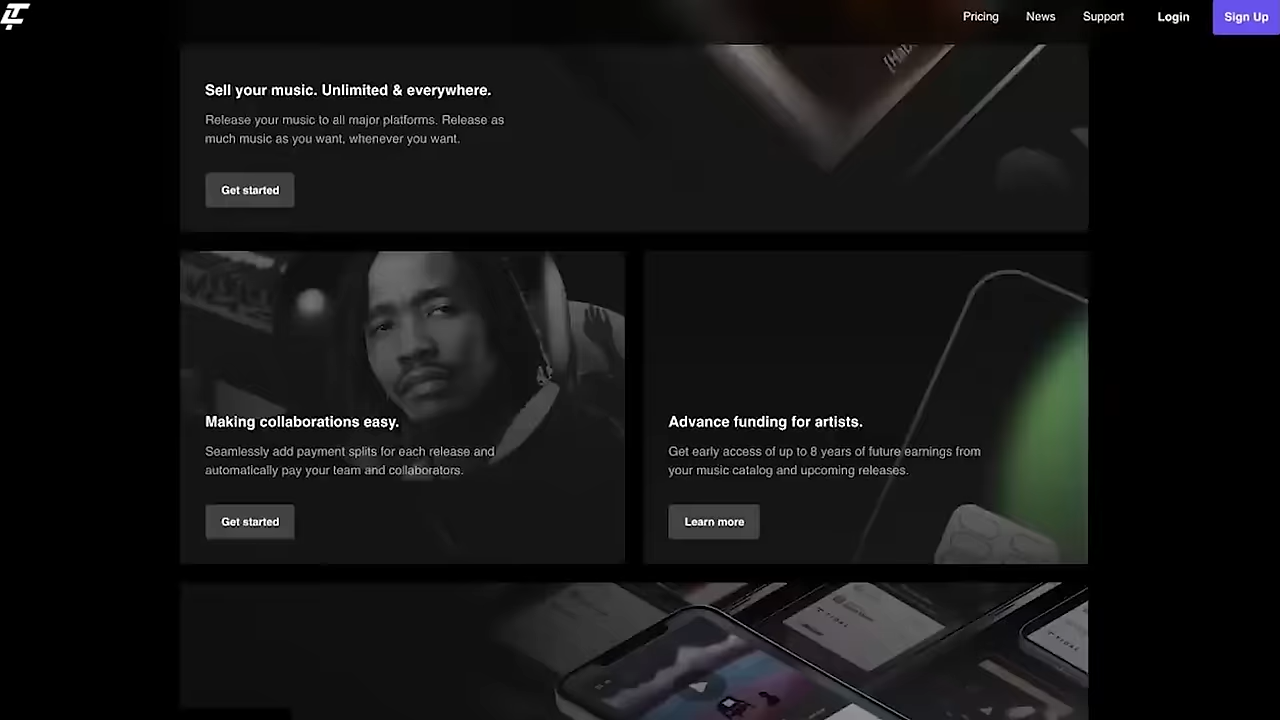 Pricing News Support Login Sign Up
Sell your music. Unlimited & everywhere.
Release your music to all major platforms. Release as
much music as you want, whenever you want.
Get started
Making collaborations easy.
Seamlessly add payment splits for each release and
automatically pay your team and collaborators.
Get started
Advance funding for artists.
Get early access of up to 8 years of future earnings from
your music catalog and upcoming releases.
Learn more
TIDAL
TIDAL